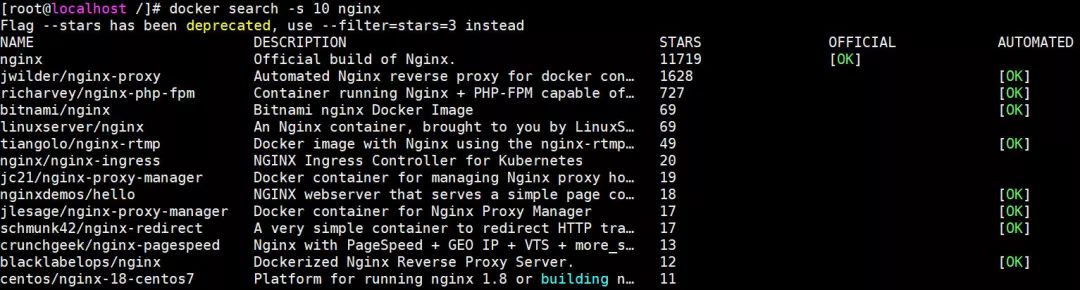 [root@localhost /]# docker search -s 10 nginx
Flag --stars has been deprecated, use --filter=stars=3 instead
NAME DESCRIPTION STARS OFFICIAL AUTOMATED
nginx Official build of Nginx. 11719 [OK]
jwilder/nginx-proxy Automated Nginx reverse proxy for docker con… 1628 [OK]
richarvey/nginx-php-fpm Container running Nginx + PHP-FPM capable of… 727 [OK]
bitnami/nginx Bitnami nginx Docker Image 69 [OK]
linuxserver/nginx An Nginx container, brought to you by LinuxS… 69
tiangolo/nginx-rtmp Docker image with Nginx using the nginx-rtmp… 49 [OK]
nginx/nginx-ingress NGINX Ingress Controller for Kubernetes 20
jc21/nginx-proxy-manager Docker container for managing Nginx proxy ho… 19
nginxdemos/hello NGINX webserver that serves a simple page co… 18 [OK]
jlesage/nginx-proxy-manager Docker container for Nginx Proxy Manager 17 [OK]
schmunk42/nginx-redirect A very simple container to redirect HTTP tra… 17 [OK]
crunchgeek/nginx-pagespeed Nginx with PageSpeed + GEO IP + VTS + more_s… 13
blacklabelops/nginx Dockerized Nginx Reverse Proxy Server. 12 [OK]
centos/nginx-18-centos7 Platform for running nginx 1.8 or building n… 11